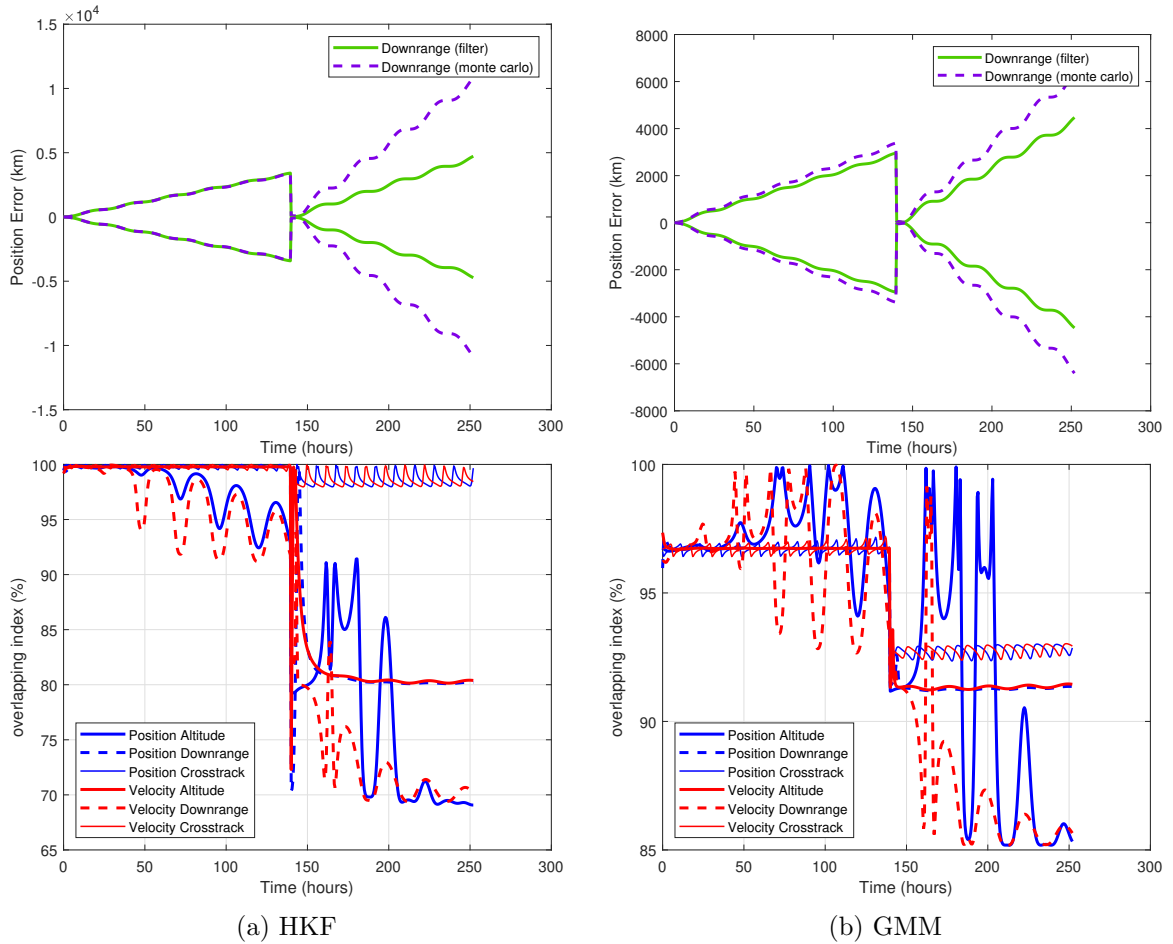 ×10⁴
1.5
1
0.5
0
-0.5
-1
-1.5
Position Error (km)
Downrange (filter)
Downrange (monte carlo)
0 50 100 150 200 250 300
Time (hours)
8000
6000
4000
2000
0
-2000
-4000
-6000
-8000
Position Error (km)
Downrange (filter)
Downrange (monte carlo)
0 50 100 150 200 250 300
Time (hours)
100
95
90
85
80
75
70
65
overlapping index (%)
Position Altitude
Position Downrange
Position Crosstrack
Velocity Altitude
Velocity Downrange
Velocity Crosstrack
0 50 100 150 200 250 300
Time (hours)
(a) HKF
100
95
90
85
overlapping index (%)
Position Altitude
Position Downrange
Position Crosstrack
Velocity Altitude
Velocity Downrange
Velocity Crosstrack
0 50 100 150 200 250 300
Time (hours)
(b) GMM